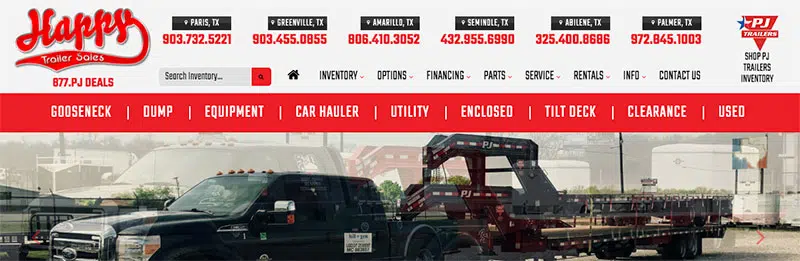 Happy
Trailer Sales
877.PJ DEALS
PARIS, TX
903.732.5221
GREENVILLE, TX
903.455.0855
AMARILLO, TX
806.410.3052
SEMINOLE, TX
432.955.6990
ABILENE, TX
325.400.8686
PALMER, TX
972.845.1003
PJ
TRAILERS
SHOP PJ
TRAILERS
INVENTORY
Search Inventory...
INVENTORY OPTIONS FINANCING PARTS SERVICE RENTALS INFO CONTACT US
GOOSENECK | DUMP | EQUIPMENT | CAR HAULER | UTILITY | ENCLOSED | TILT DECK | CLEARANCE | USED
PJ
PJ